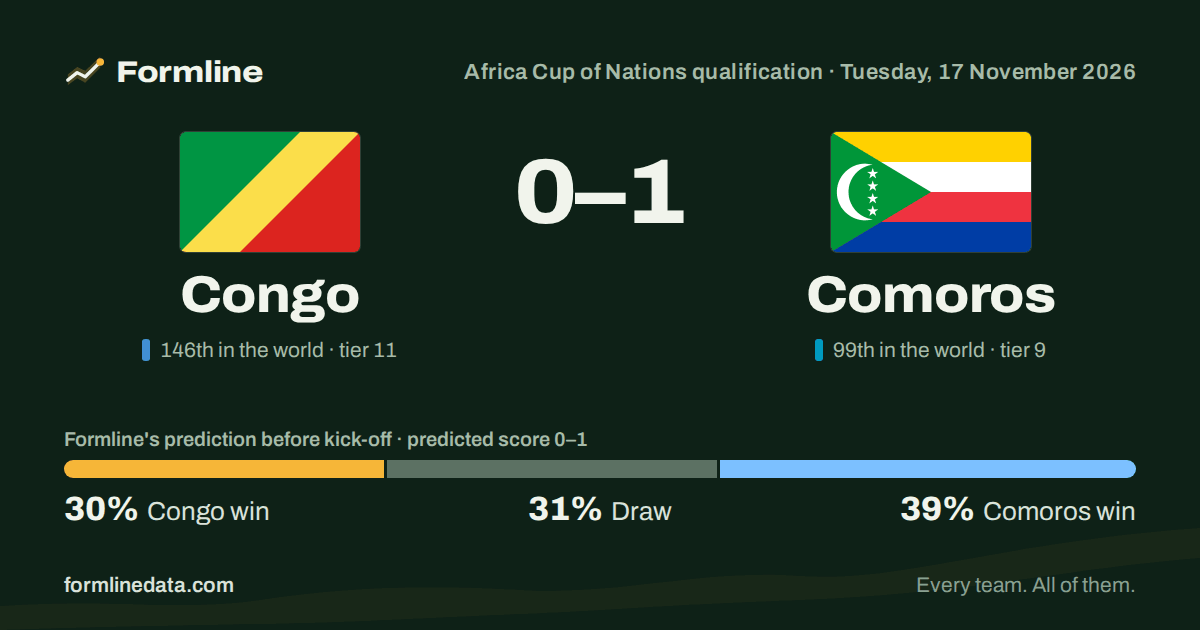 Formline
Africa Cup of Nations qualification · Tuesday, 17 November 2026
0–1
Congo
Comoros
146th in the world · tier 11
99th in the world · tier 9
Formline's prediction before kick-off · predicted score 0–1
30% Congo win
31% Draw
39% Comoros win
formlinedata.com
Every team. All of them.